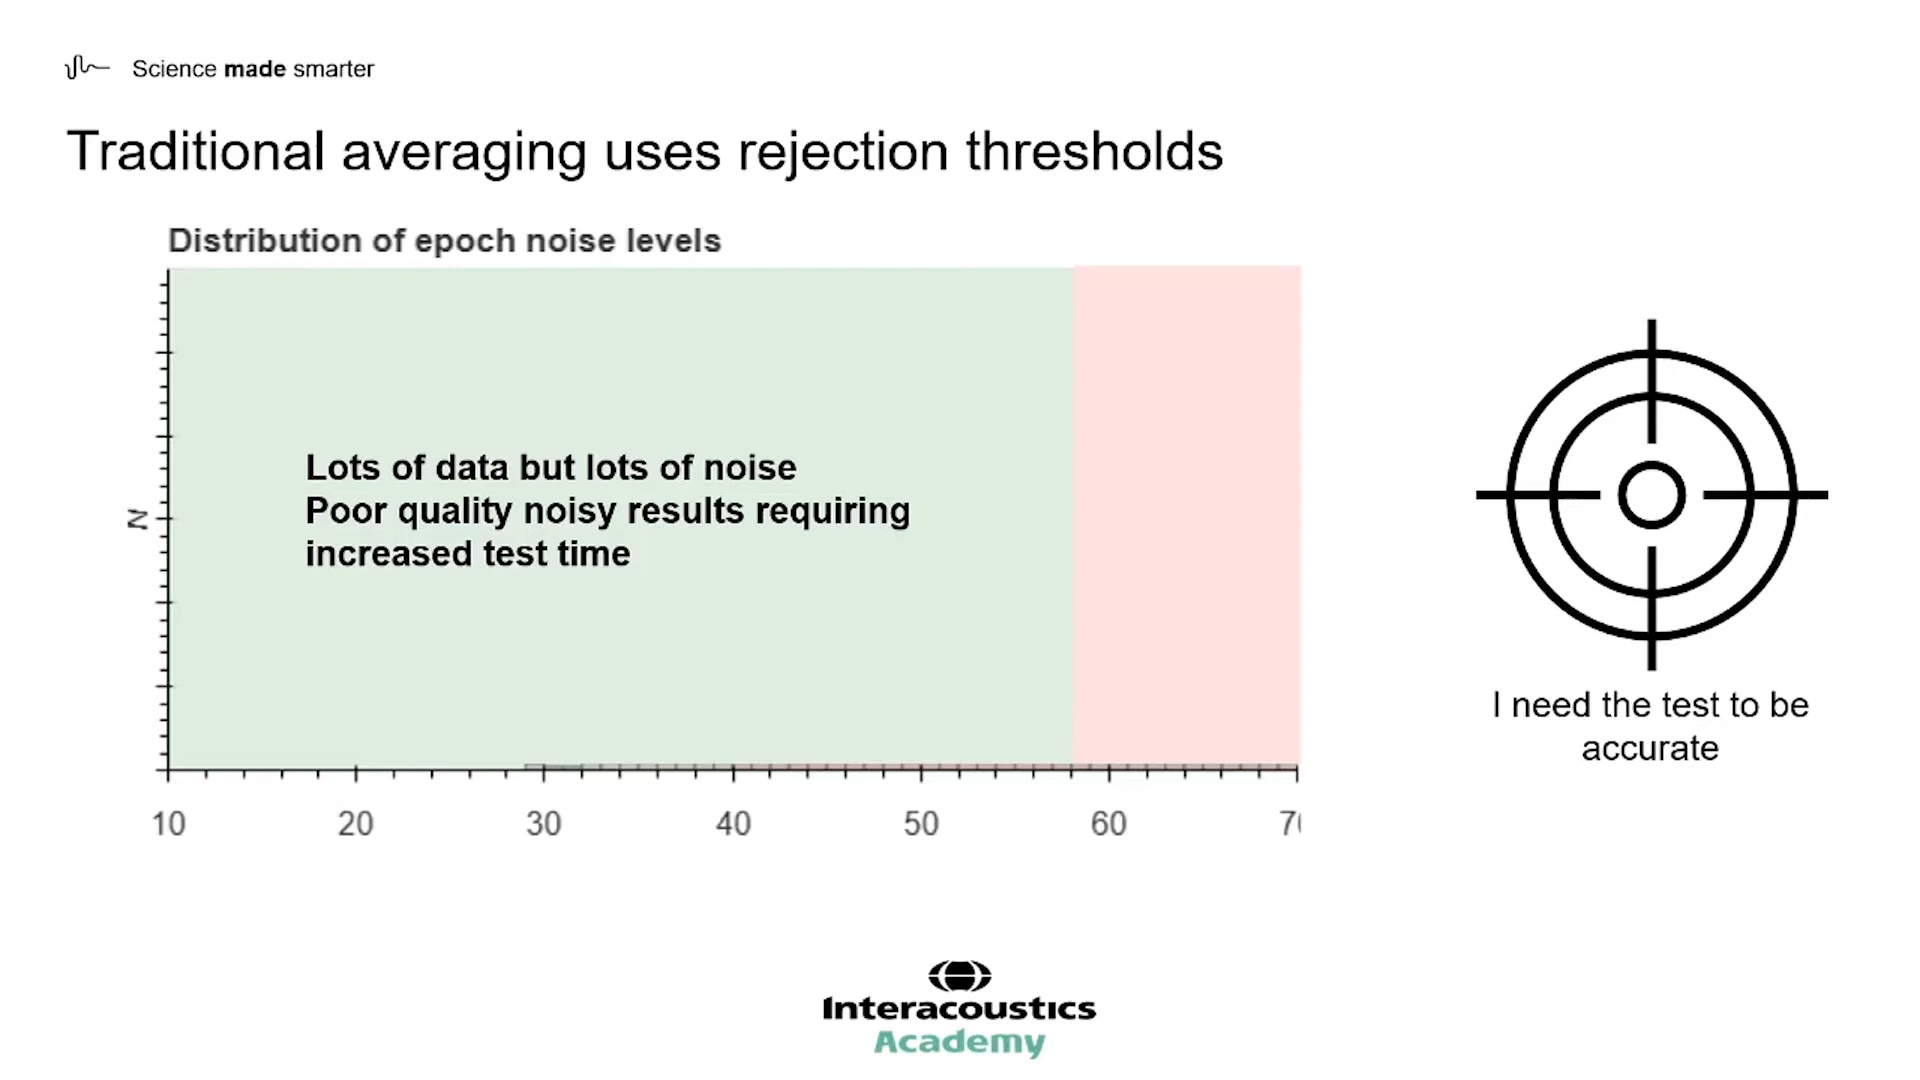 Science made smarter
Traditional averaging uses rejection thresholds
Distribution of epoch noise levels
Lots of data but lots of noise
Poor quality noisy results requiring
increased test time
N
10 20 30 40 50 60 70
I need the test to be
accurate
Interacoustics
Academy